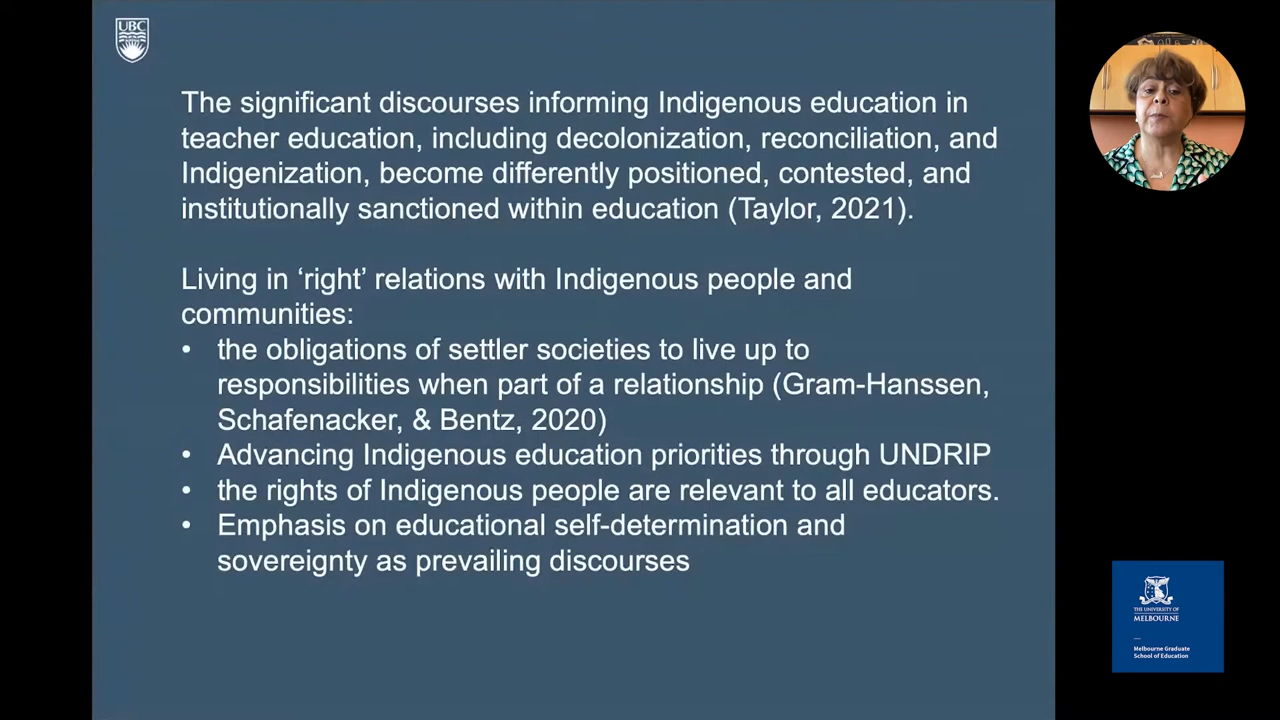 UBC
The significant discourses informing Indigenous education in
teacher education, including decolonization, reconciliation, and
Indigenization, become differently positioned, contested, and
institutionally sanctioned within education (Taylor, 2021).
Living in ‘right’ relations with Indigenous people and
communities:
• the obligations of settler societies to live up to
responsibilities when part of a relationship (Gram-Hanssen,
Schafenacker, & Bentz, 2020)
• Advancing Indigenous education priorities through UNDRIP
• the rights of Indigenous people are relevant to all educators.
• Emphasis on educational self-determination and
sovereignty as prevailing discourses
THE UNIVERSITY OF
MELBOURNE
Melbourne Graduate
School of Education